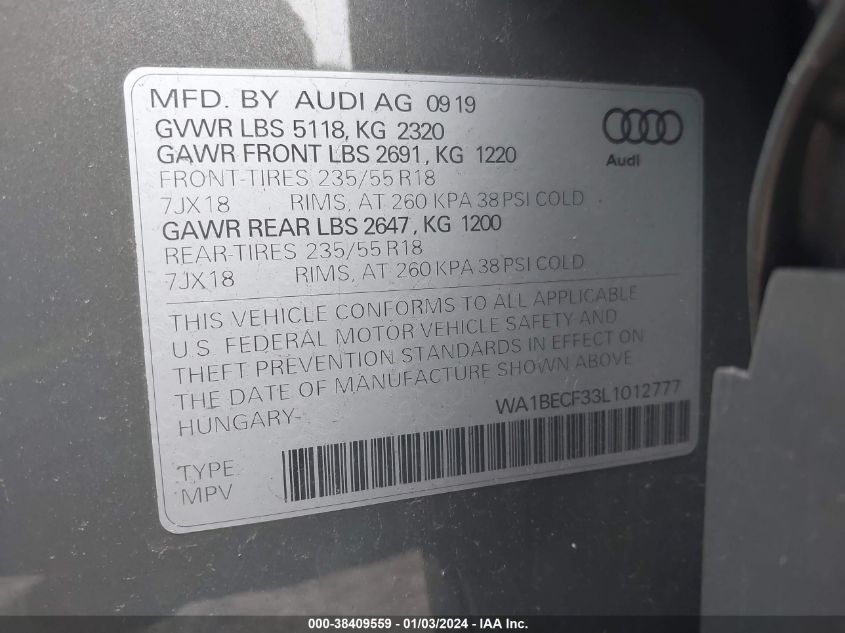 MFD. BY AUDI AG 09 19
GVWR LBS 5118, KG 2320
GAWR FRONT LBS 2691, KG 1220
FRONT-TIRES 235/55 R18
7JX18 RIMS, AT 260 KPA 38 PSI COLD
GAWR REAR LBS 2647, KG 1200
REAR-TIRES 235/55 R18
7JX18 RIMS, AT 260 KPA 38 PSI COLD
Audi
THIS VEHICLE CONFORMS TO ALL APPLICABLE
U.S. FEDERAL MOTOR VEHICLE SAFETY AND
THEFT PREVENTION STANDARDS IN EFFECT ON
THE DATE OF MANUFACTURE SHOWN ABOVE.
HUNGARY- WA1BECF33L1012777
TYPE
MPV
000-38409559 - 01/03/2024 - IAA Inc.